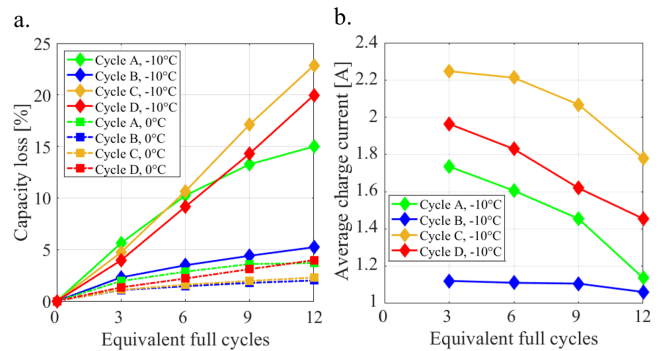 a.
Capacity loss [%]
25
20
15
10
5
0
Cycle A, -10°C
Cycle B, -10°C
Cycle C, -10°C
Cycle D, -10°C
Cycle A, 0°C
Cycle B, 0°C
Cycle C, 0°C
Cycle D, 0°C
0 3 6 9 12
Equivalent full cycles
b.
Average charge current [A]
2.4
2.2
2
1.8
1.6
1.4
1.2
1
Cycle A, -10°C
Cycle B, -10°C
Cycle C, -10°C
Cycle D, -10°C
0 3 6 9 12
Equivalent full cycles